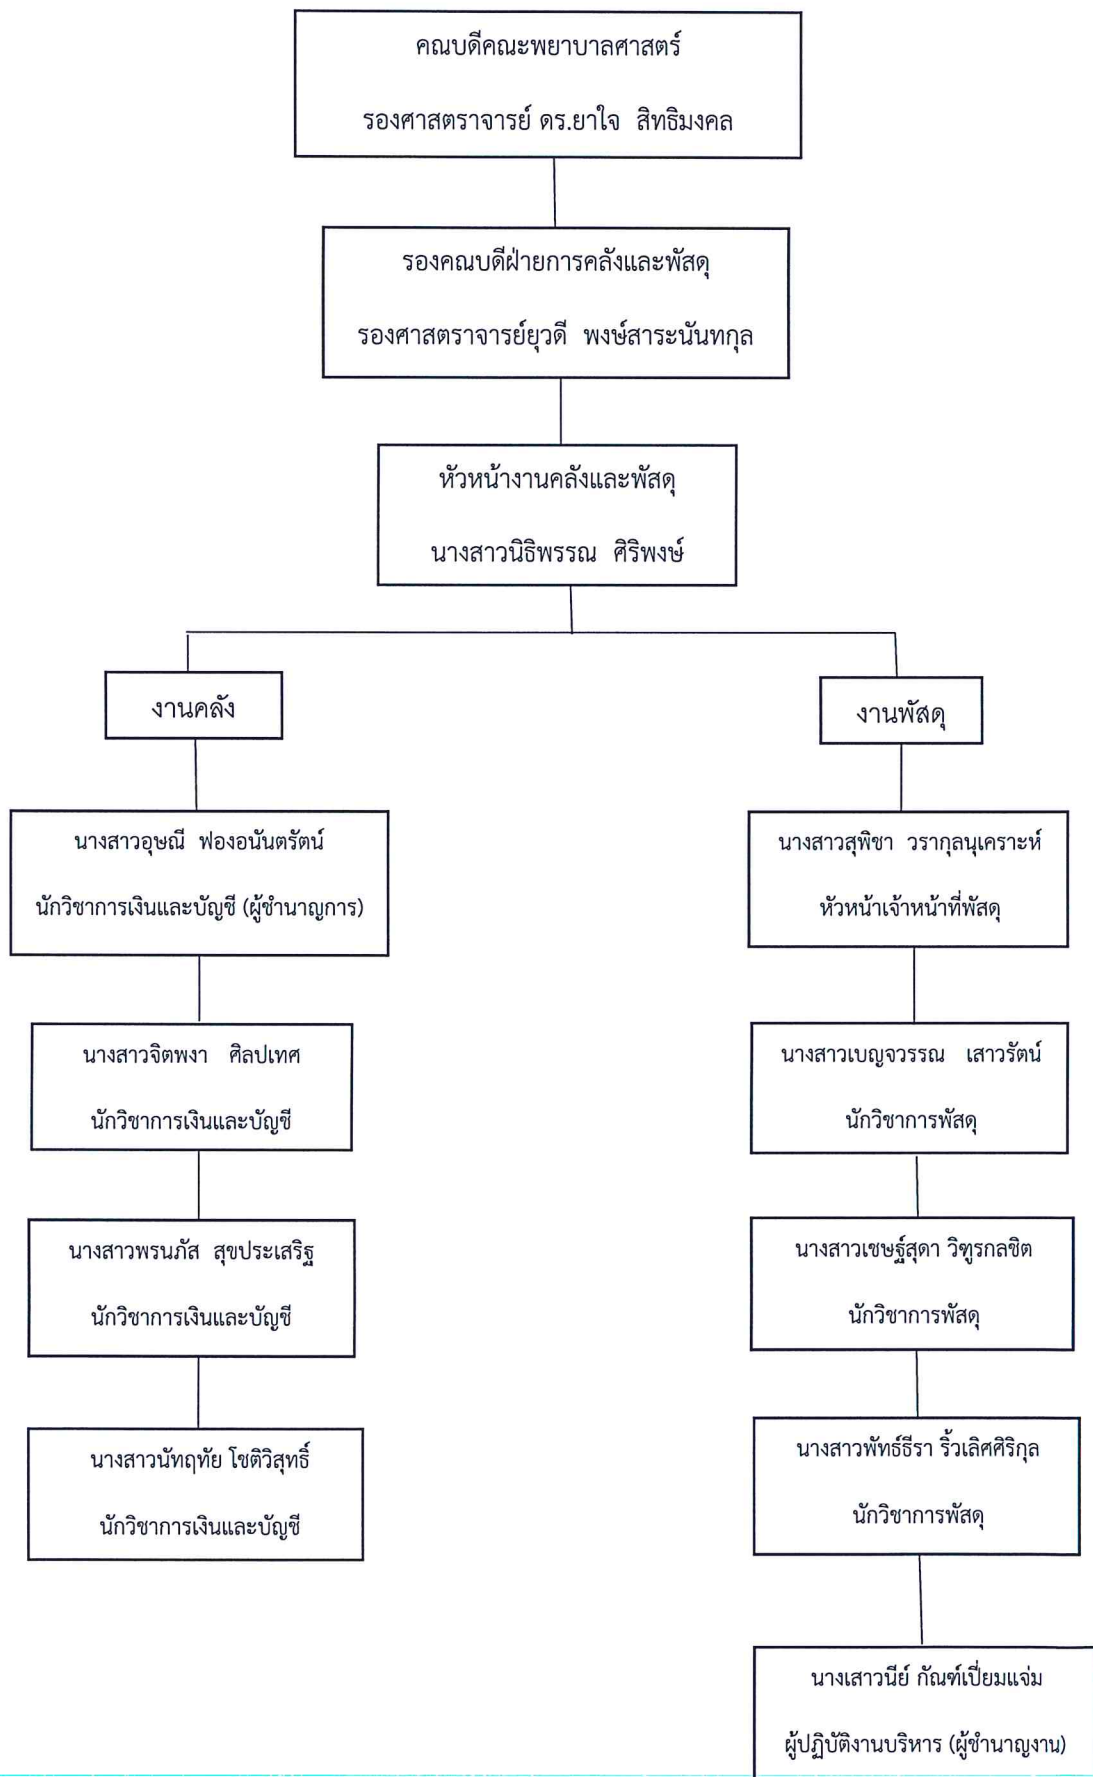 คณบดีคณะพยาบาลศาสตร์
รองศาสตราจารย์ ดร.ยาใจ สิทธิมงคล
รองคณบดีฝ่ายการคลังและพัสดุ
รองศาสตราจารย์ยุวดี พงษ์สาระนันทกุล
หัวหน้างานคลังและพัสดุ
นางสาวนิธิพรรณ ศิริพงษ์
งานคลัง
นางสาวอุษณี ฟองอนันตรัตน์
นักวิชาการเงินและบัญชี (ผู้ชำนาญการ)
นางสาวจิตพงา ศิลปเทศ
นักวิชาการเงินและบัญชี
นางสาวพรนภัส สุขประเสริฐ
นักวิชาการเงินและบัญชี
นางสาวนัทฤทัย โชติวิสุทธิ์
นักวิชาการเงินและบัญชี
งานพัสดุ
นางสาวสุพิชา วรากุลนุเคราะห์
หัวหน้าเจ้าหน้าที่พัสดุ
นางสาวเบญจวรรณ เสาวรัตน์
นักวิชาการพัสดุ
นางสาวเชษฐ์สุดา วิฑูรกลชิต
นักวิชาการพัสดุ
นางสาวพัทธ์ธีรา ริ้วเลิศศิริกุล
นักวิชาการพัสดุ
นางเสาวนีย์ กัณฑ์เปี่ยมแจ่ม
ผู้ปฏิบัติงานบริหาร (ผู้ชำนาญงาน)